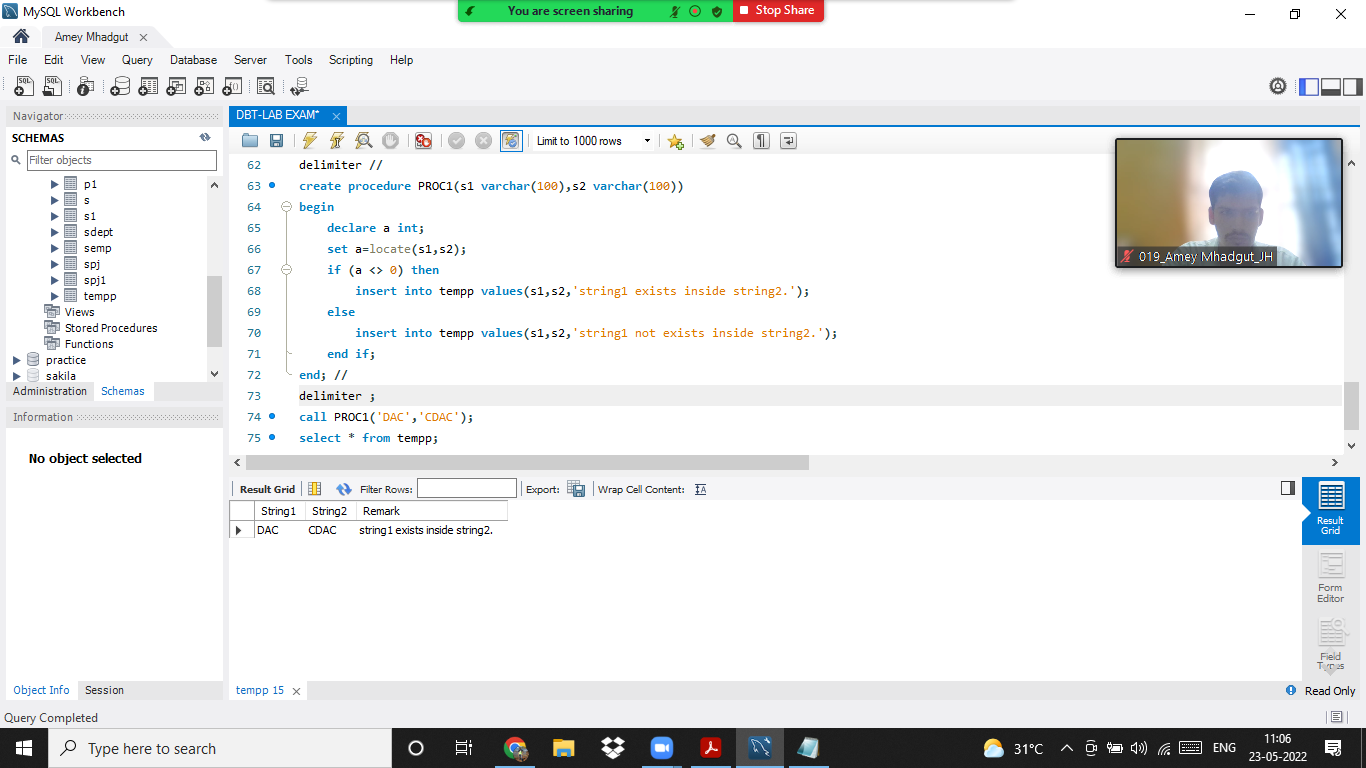 MySQL Workbench
You are screen sharing
Stop Share
Amey Mhadgut
File Edit View Query Database Server Tools Scripting Help
Navigator
SCHEMAS
Filter objects
p1
s
s1
sdept
semp
spj
spj1
tempp
Views
Stored Procedures
Functions
practice
sakila
Administration Schemas
Information
No object selected
Object Info Session
DBT-LAB EXAM*
Limit to 1000 rows
62 delimiter //
63 create procedure PROC1(s1 varchar(100),s2 varchar(100))
64 begin
65 declare a int;
66 set a=locate(s1,s2);
67 if (a <> 0) then
68 insert into tempp values(s1,s2,'string1 exists inside string2.');
69 else
70 insert into tempp values(s1,s2,'string1 not exists inside string2.');
71 end if;
72 end; //
73 delimiter ;
74 call PROC1('DAC','CDAC');
75 select * from tempp;
019_Amey Mhadgut_JH
Result Grid Filter Rows: Export: Wrap Cell Content:
String1 String2 Remark
DAC CDAC string1 exists inside string2.
Result
Grid
Form
Editor
Field
Types
tempp 15
Read Only
Query Completed
Type here to search
31°C
ENG
11:06
23-05-2022